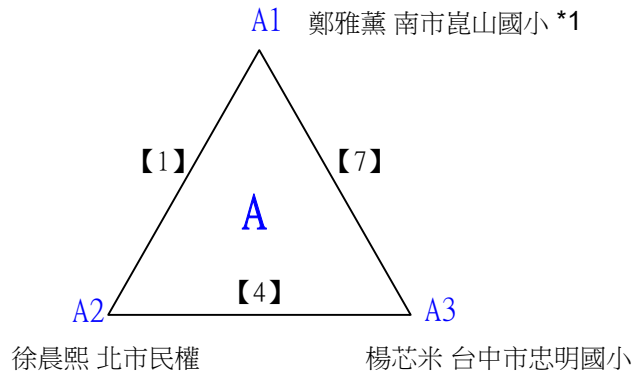 A1 鄭雅薰 南市崑山國小 *1
【1】 【7】
A
【4】
A2 A3
徐晨熙 北市民權 楊芯米 台中市忠明國小